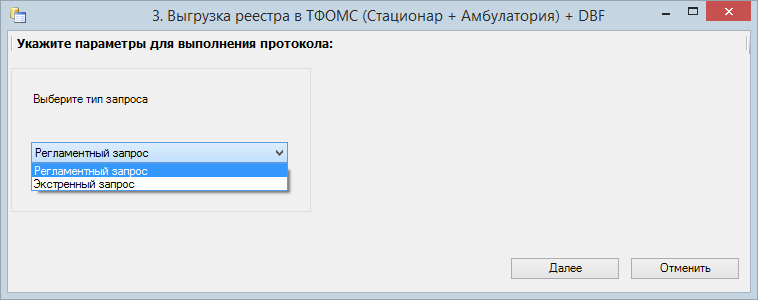 3. Выгрузка реестра в ТФОМС (Стационар + Амбулатория) + DBF
Укажите параметры для выполнения протокола:
Выберите тип запроса
Регламентный запрос
Регламентный запрос
Экстренный запрос
Далее
Отменить